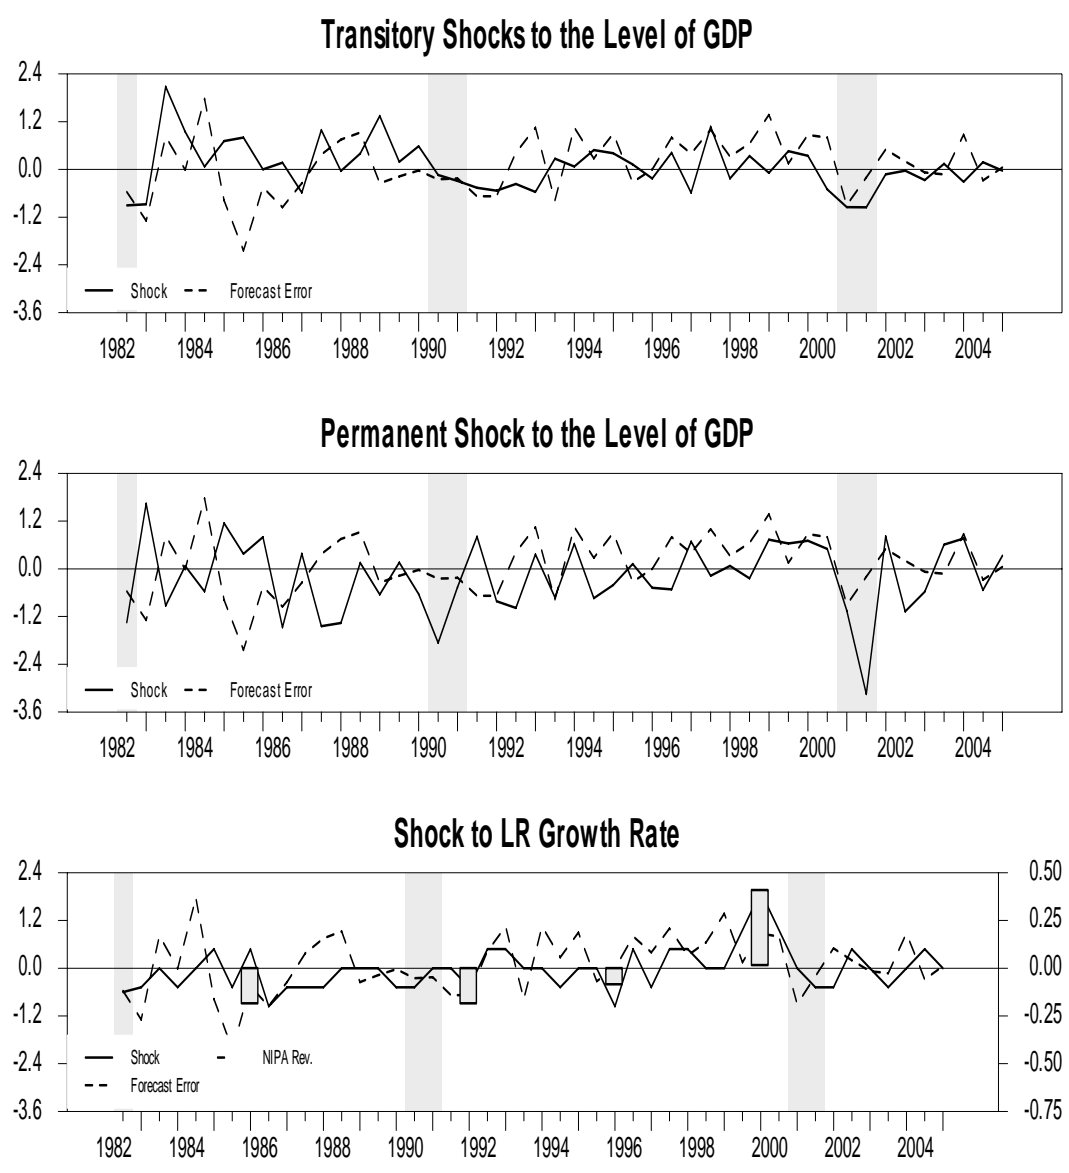 Transitory Shocks to the Level of GDP
2.4
1.2
0.0
-1.2
-2.4
-3.6
Shock Forecast Error
1982 1984 1986 1988 1990 1992 1994 1996 1998 2000 2002 2004
Permanent Shock to the Level of GDP
2.4
1.2
0.0
-1.2
-2.4
-3.6
Shock Forecast Error
1982 1984 1986 1988 1990 1992 1994 1996 1998 2000 2002 2004
Shock to LR Growth Rate
2.4 0.50
1.2 0.25
0.0 0.00
-1.2 -0.25
Shock NIPA Rev.
-2.4 -0.50
Forecast Error
-3.6 -0.75
1982 1984 1986 1988 1990 1992 1994 1996 1998 2000 2002 2004